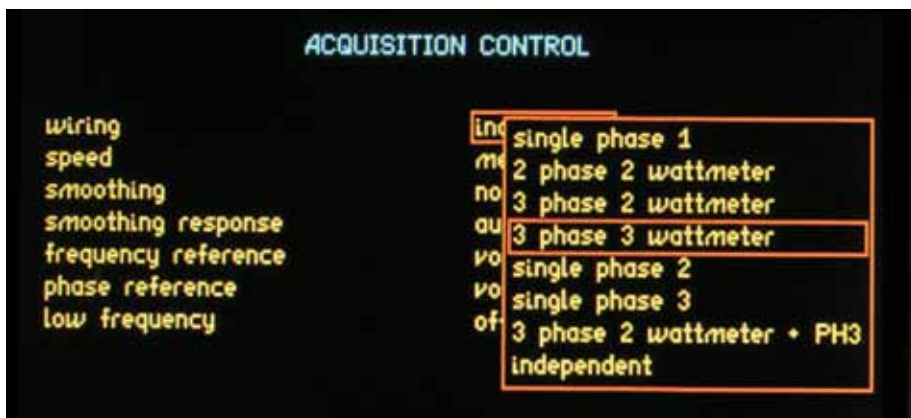 ACQUISITION CONTROL
wiring
speed
smoothing
smoothing response
frequency reference
phase reference
low frequency
single phase 1
2 phase 2 wattmeter
3 phase 2 wattmeter
3 phase 3 wattmeter
single phase 2
single phase 3
3 phase 2 wattmeter + PH3
independent